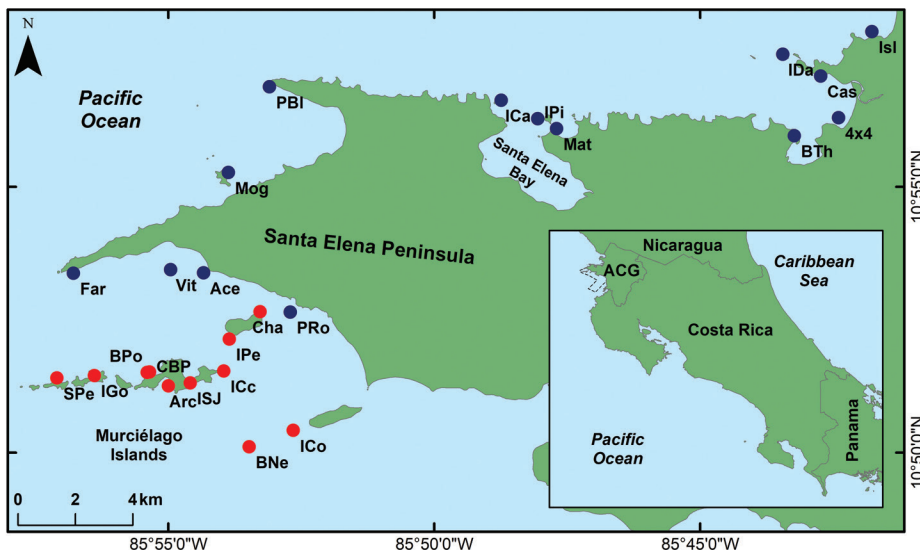 N
Pacific
Ocean
PBl
ICa
IPi
Mat
Santa Elena
Bay
IDa
Isl
Cas
4x4
BTh
Mog
10°55'0"N
Santa Elena Peninsula
Far
Vit
Ace
PRo
Cha
IPe
BPo
CBP
ICc
SPe
IGo
Arc
ISJ
Murciélago
Islands
ICo
BNe
10°50'0"N
0 2 4 km
85°55'0"W
85°50'0"W
85°45'0"W
Nicaragua
ACG
Caribbean
Sea
Costa Rica
Pacific
Ocean
Panama